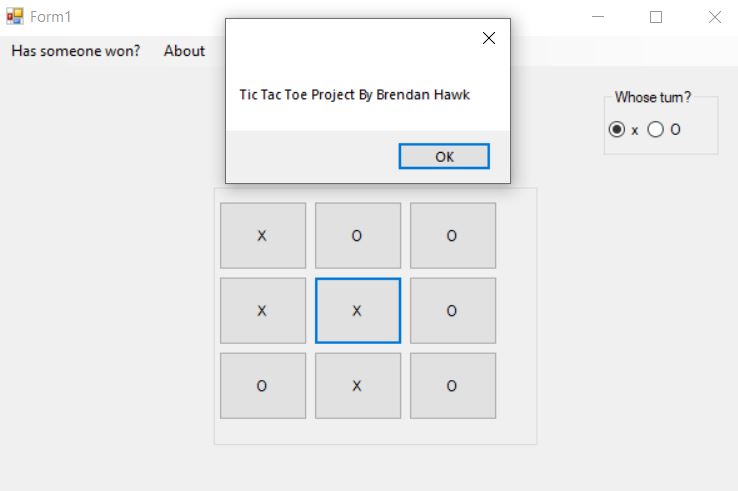 Form1
Has someone won? About
Tic Tac Toe Project By Brendan Hawk
OK
Whose turn?
x O
X O O
X X O
O X O